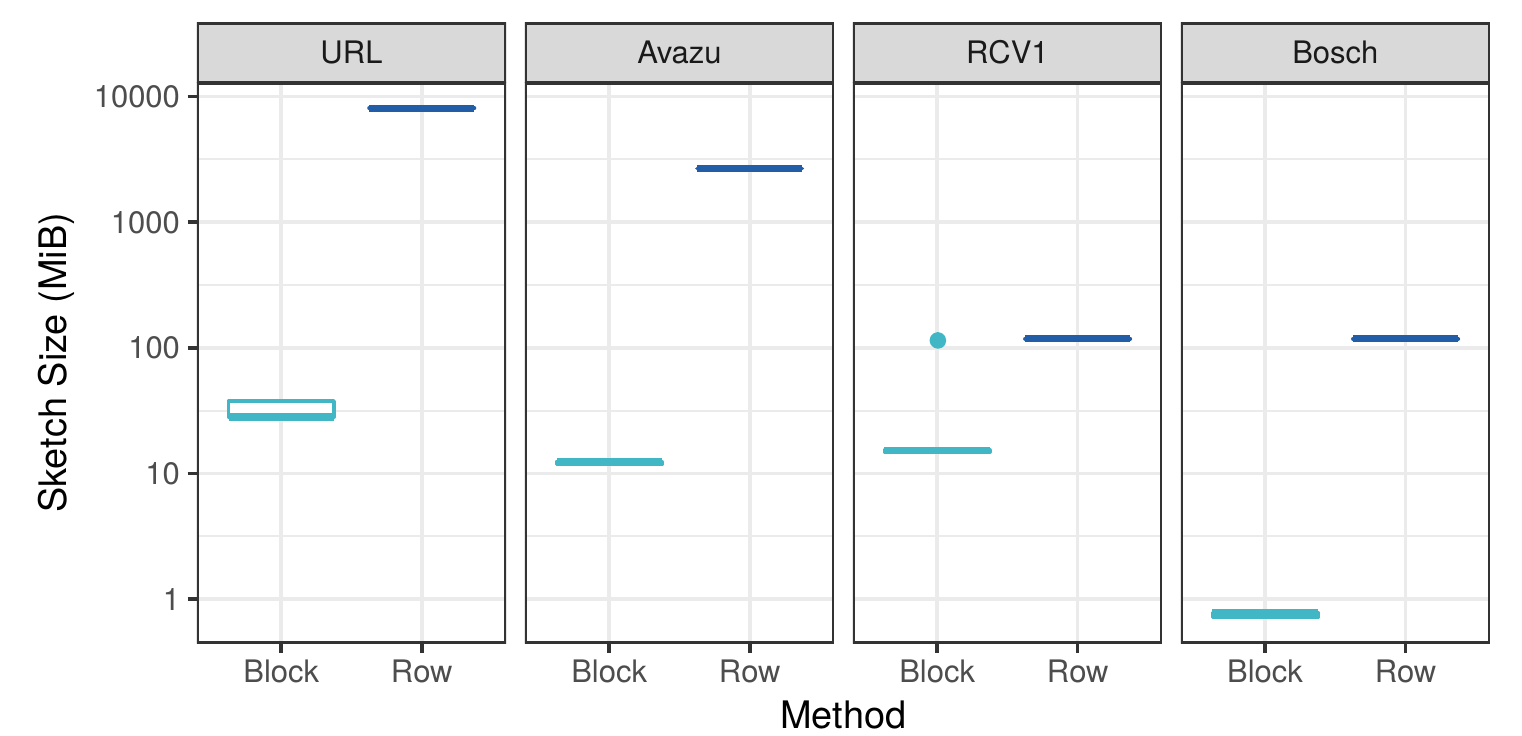 URL Avazu RCV1 Bosch
10000
1000
100
10
1
Sketch Size (MiB)
Block Row Block Row Block Row Block Row
Method